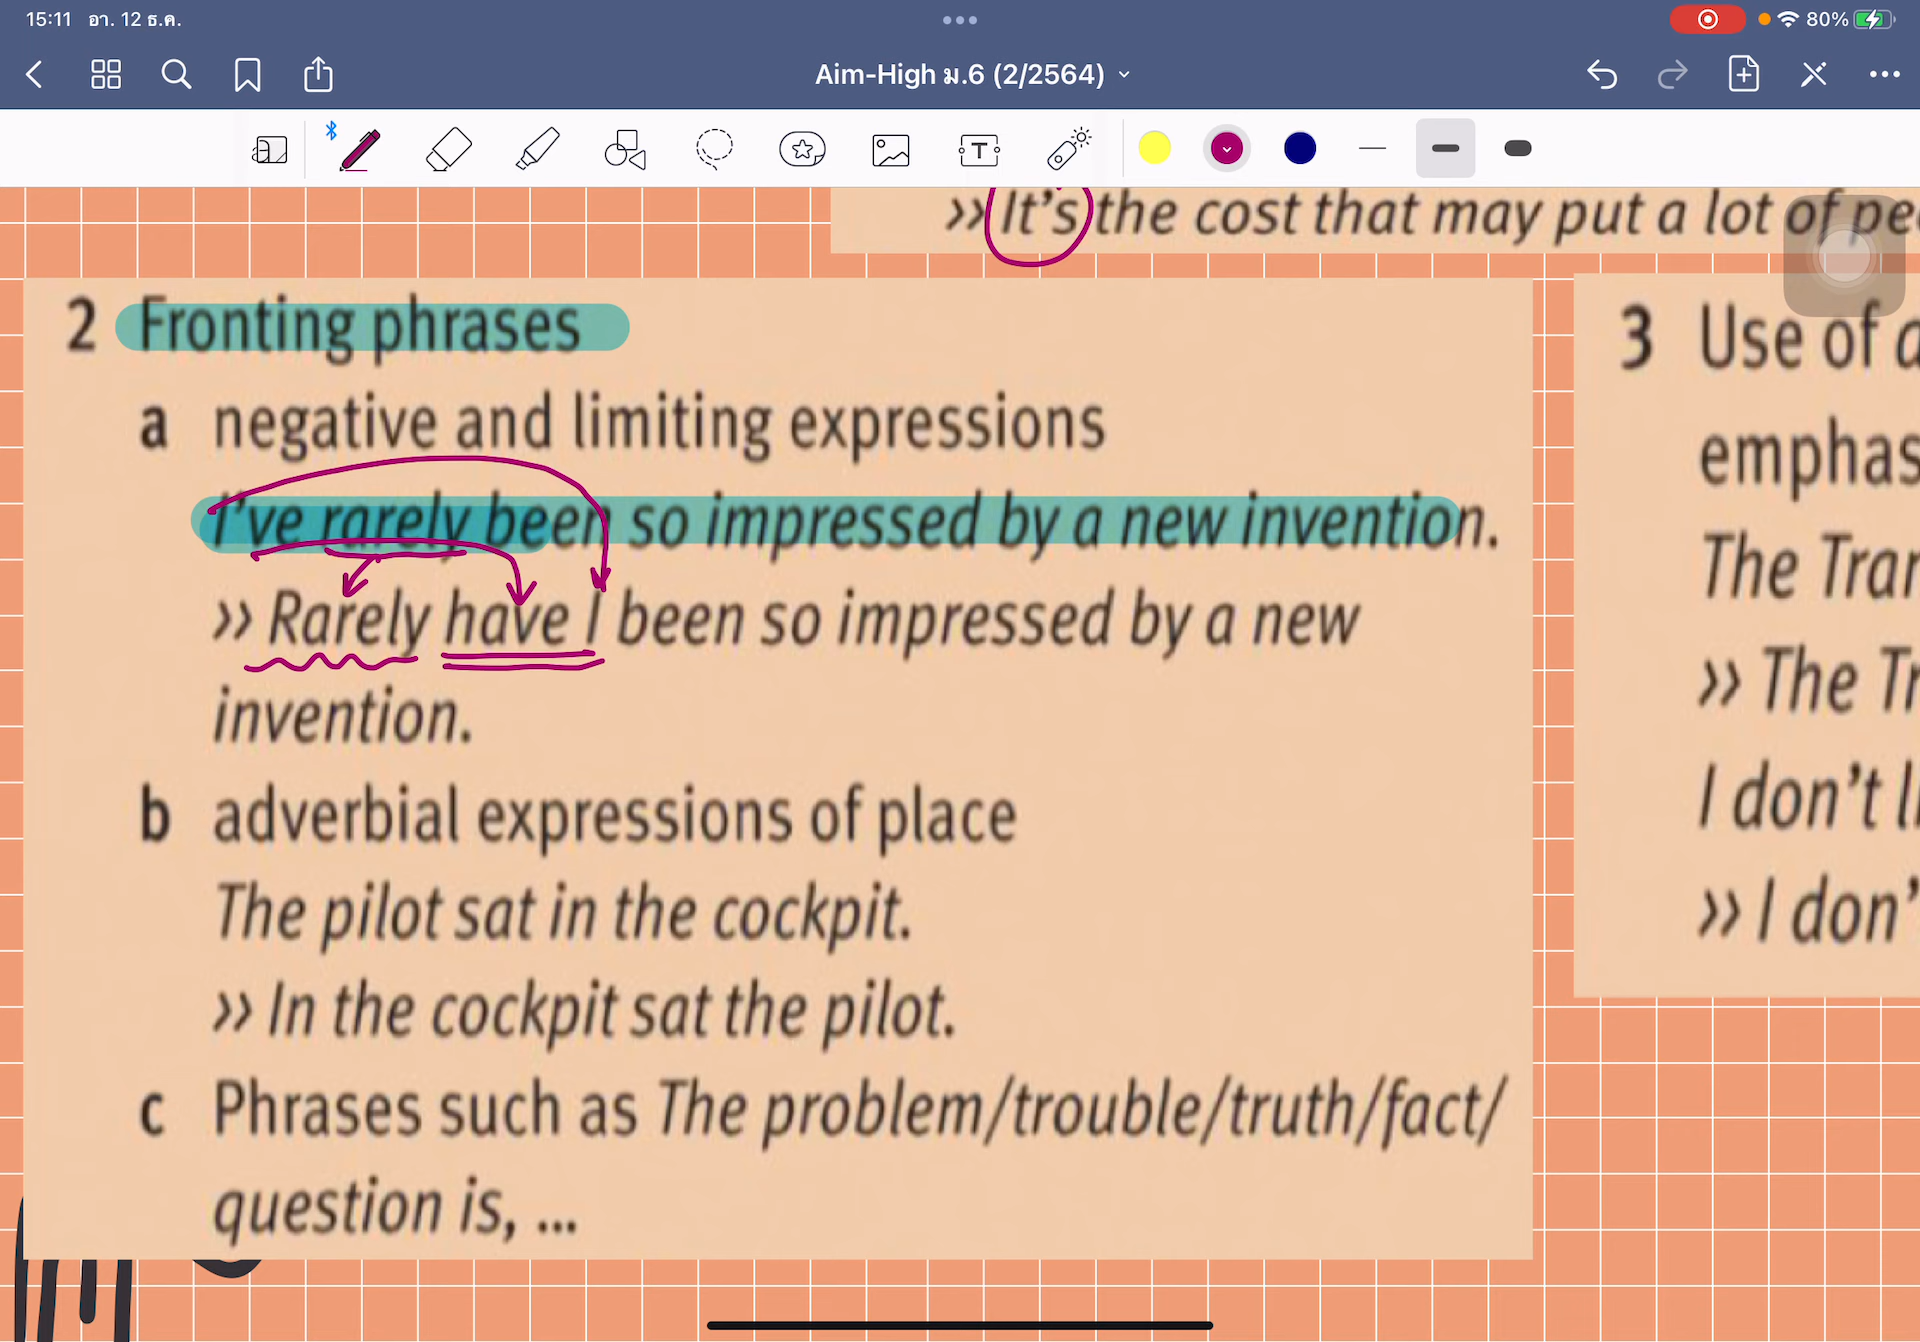 15:11 อา. 12 ธ.ค.
80%
Aim-High ม.6 (2/2564)
T
›› It's the cost that may put a lot of pe
2 Fronting phrases
a negative and limiting expressions
I've rarely been so impressed by a new invention.
›› Rarely have I been so impressed by a new
invention.
b adverbial expressions of place
The pilot sat in the cockpit.
›› In the cockpit sat the pilot.
c Phrases such as The problem/trouble/truth/fact/
question is, ...
3 Use of
emphas
The Tran
›› The Tr
I don't li
›› I don'